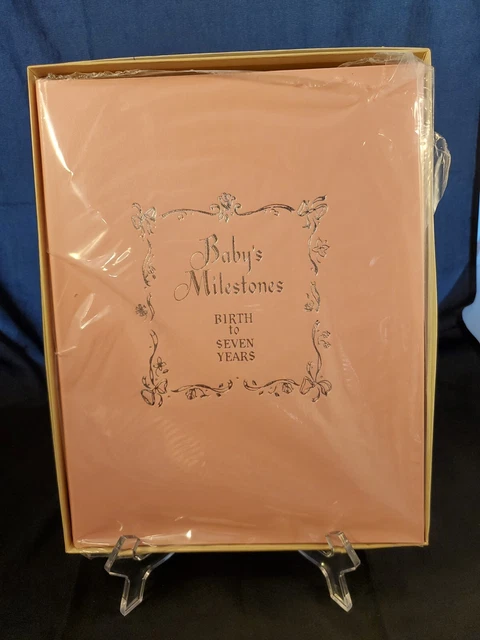 Baby's
Milestones
BIRTH
to
SEVEN
YEARS